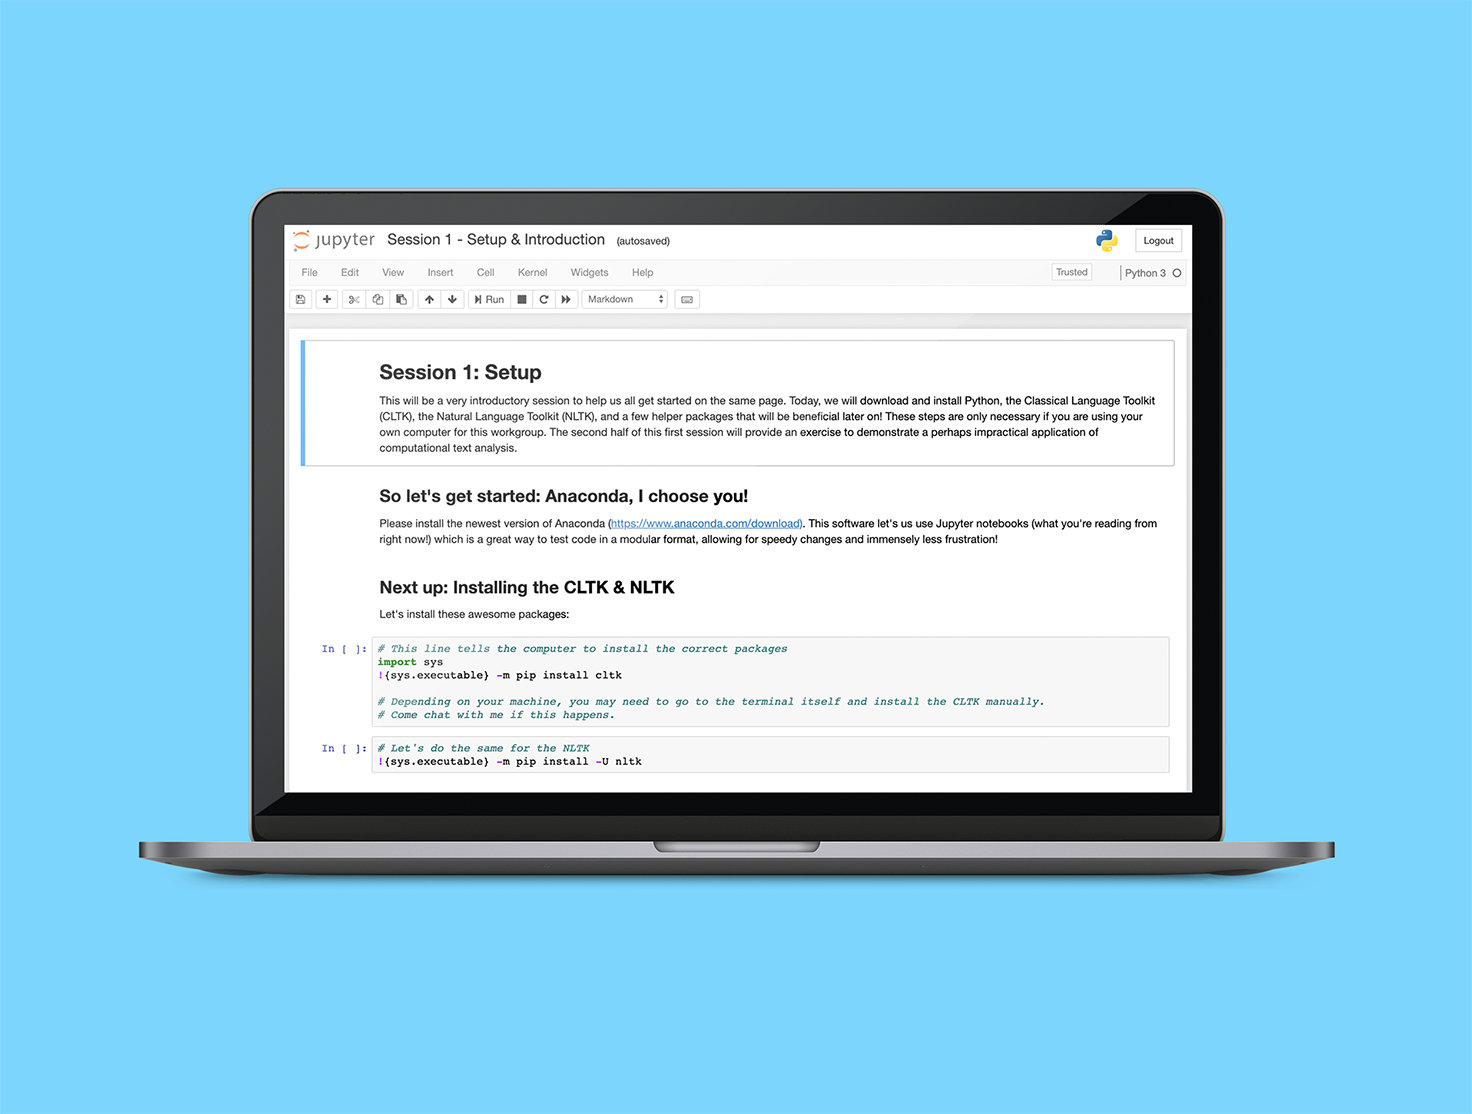 jupyter Session 1 - Setup & Introduction (autosaved) Logout
File Edit View Insert Cell Kernel Widgets Help Trusted Python 3
Run Markdown
Session 1: Setup
This will be a very introductory session to help us all get started on the same page. Today, we will download and install Python, the Classical Language Toolkit
(CLTK), the Natural Language Toolkit (NLTK), and a few helper packages that will be beneficial later on! These steps are only necessary if you are using your
own computer for this workgroup. The second half of this first session will provide an exercise to demonstrate a perhaps impractical application of
computational text analysis.
So let's get started: Anaconda, I choose you!
Please install the newest version of Anaconda (https://www.anaconda.com/download). This software let's us use Jupyter notebooks (what you're reading from
right now!) which is a great way to test code in a modular format, allowing for speedy changes and immensely less frustration!
Next up: Installing the CLTK & NLTK
Let's install these awesome packages:
In [ ]: # This line tells the computer to install the correct packages
import sys
!{sys.executable} -m pip install cltk
# Depending on your machine, you may need to go to the terminal itself and install the CLTK manually.
# Come chat with me if this happens.
In [ ]: # Let's do the same for the NLTK
!{sys.executable} -m pip install -U nltk